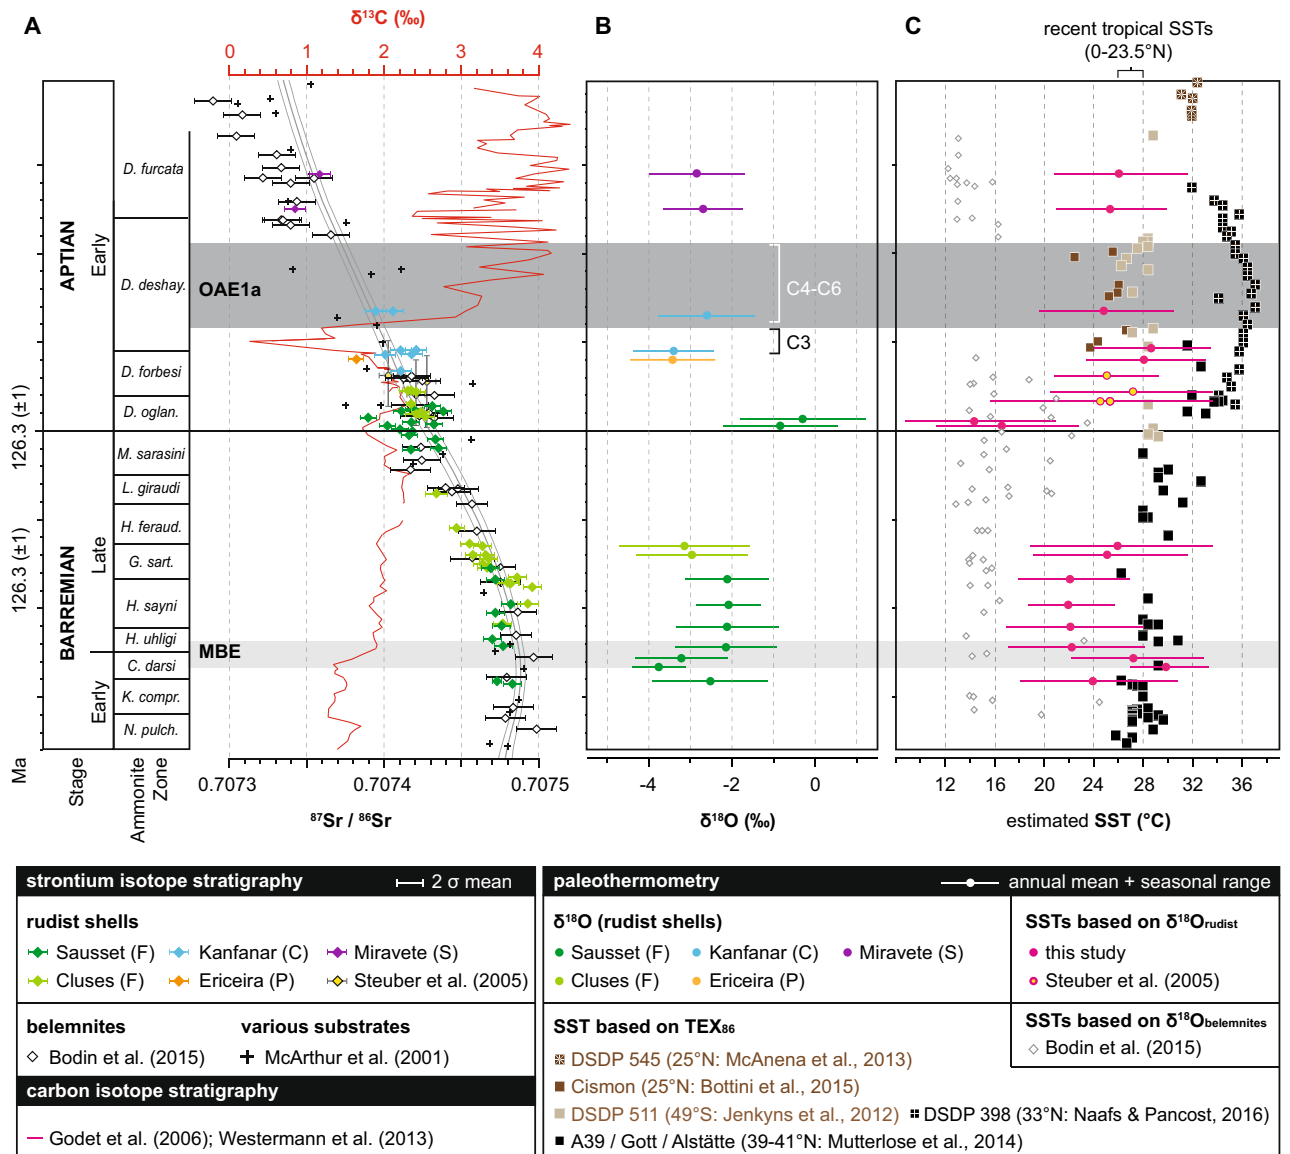 A
δ13C (‰)
0 1 2 3 4
B
C
recent tropical SSTs
(0-23.5°N)
APTIAN
Early
D. furcata
D. deshay.
D. forbesi
D. oglan.
OAE1a
C4-C6
C3
126.3 (±1)
BARREMIAN
Late
M. sarasini
L. giraudi
H. feraud.
G. sart.
H. sayni
H. uhligi
MBE
126.3 (±1)
Early
C. darsi
K. compr.
N. pulch.
Ma
Stage
Ammonite
Zone
0.7073 0.7074 0.7075
87Sr / 86Sr
-4 -2 0
δ18O (‰)
12 16 20 24 28 32 36
estimated SST (°C)
strontium isotope stratigraphy 2 σ mean
rudist shells
Sausset (F) Kanfanar (C) Miravete (S)
Cluses (F) Ericeira (P) Steuber et al. (2005)
belemnites various substrates
Bodin et al. (2015) McArthur et al. (2001)
carbon isotope stratigraphy
Godet et al. (2006); Westermann et al. (2013)
paleothermometry annual mean + seasonal range
δ18O (rudist shells)
Sausset (F) Kanfanar (C) Miravete (S)
Cluses (F) Ericeira (P)
SSTs based on δ18Orudist
this study
Steuber et al. (2005)
SST based on TEX86
DSDP 545 (25°N: McAnena et al., 2013)
Cismon (25°N: Bottini et al., 2015)
DSDP 511 (49°S: Jenkyns et al., 2012) DSDP 398 (33°N: Naafs & Pancost, 2016)
A39 / Gott / Alstätte (39-41°N: Mutterlose et al., 2014)
SSTs based on δ18Obelemnites
Bodin et al. (2015)